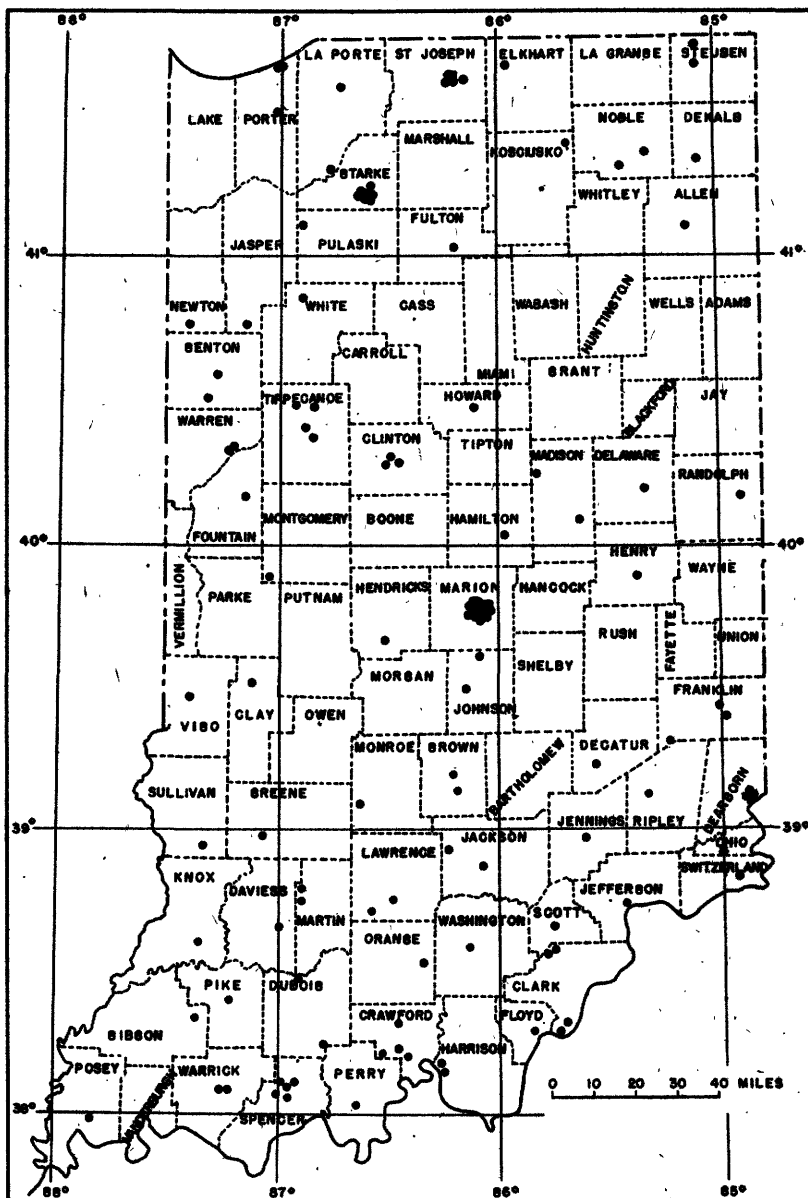 88° 87° 86° 85°
LA PORTE ST JOSEPH ELKHART LA GRANGE STEUBEN
LAKE PORTER NOBLE DEKALB
MARSHALL KOSCIUSKO
STARKE WHITLEY ALLEN
FULTON
JASPER PULASKI
41° 41°
NEWTON WHITE CASS WABASH HUNTINGTON WELLS ADAMS
BENTON CARROLL
MIAMI GRANT
TIPPECANOE HOWARD BLACKFORD JAY
WARREN
CLINTON TIPTON MADISON DELAWARE
RANDOLPH
FOUNTAIN MONTGOMERY BOONE HAMILTON
40° 40°
HENRY
VERMILLION PARKE PUTNAM HENDRICKS MARION HANCOCK WAYNE
RUSH FAYETTE UNION
MORGAN SHELBY
VIGO CLAY OWEN JOHNSON FRANKLIN
MONROE BROWN BARTHOLOMEW DECATUR
SULLIVAN GREENE DEARBORN
JENNINGS RIPLEY
39° 39°
LAWRENCE JACKSON OHIO
SWITZERLAND
KNOX DAVIESS JEFFERSON
MARTIN WASHINGTON SCOTT
ORANGE
PIKE DUBOIS CLARK
GIBSON CRAWFORD FLOYD
POSEY WARRICK PERRY HARRISON
VANDERBURGH 0 10 20 30 40 MILES
38° SPENCER
88° 87° 86° 85°